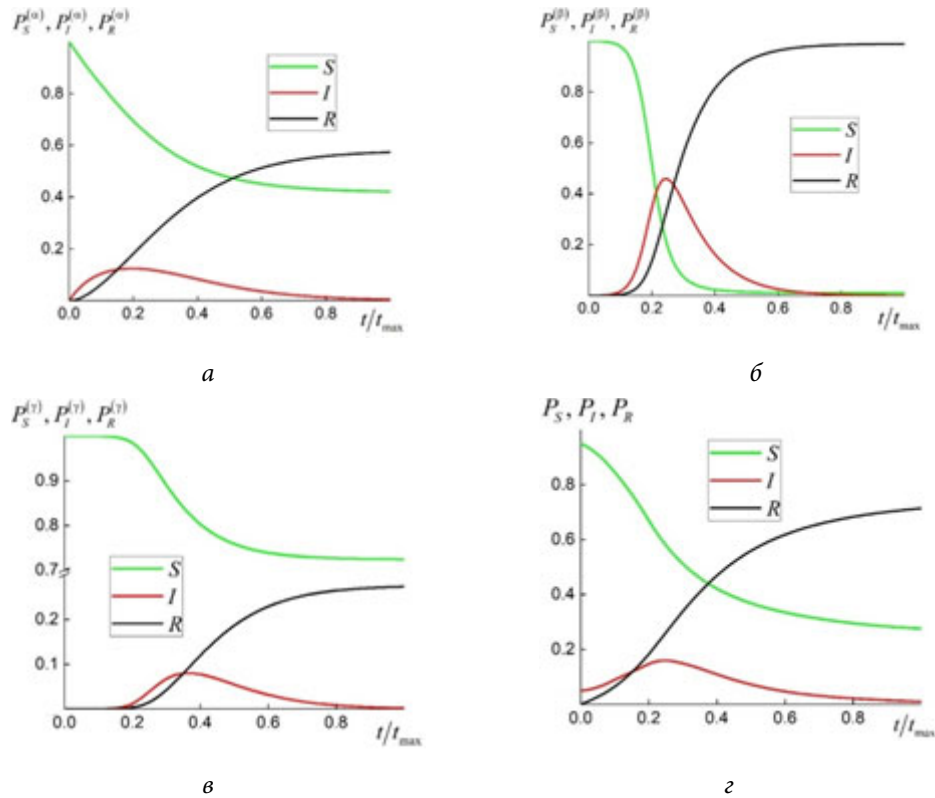 P_S^(α), P_I^(α), P_R^(α)
0.8
0.6
0.4
0.2
S
I
R
0.0 0.2 0.4 0.6 0.8
t/t_max
а
P_S^(β), P_I^(β), P_R^(β)
0.8
0.6
0.4
0.2
S
I
R
0.0 0.2 0.4 0.6 0.8
t/t_max
б
P_S^(γ), P_I^(γ), P_R^(γ)
0.9
0.8
0.7
0.2
0.1
S
I
R
0.0 0.2 0.4 0.6 0.8
t/t_max
в
P_S, P_I, P_R
0.8
0.6
0.4
0.2
S
I
R
0.0 0.2 0.4 0.6 0.8
t/t_max
г